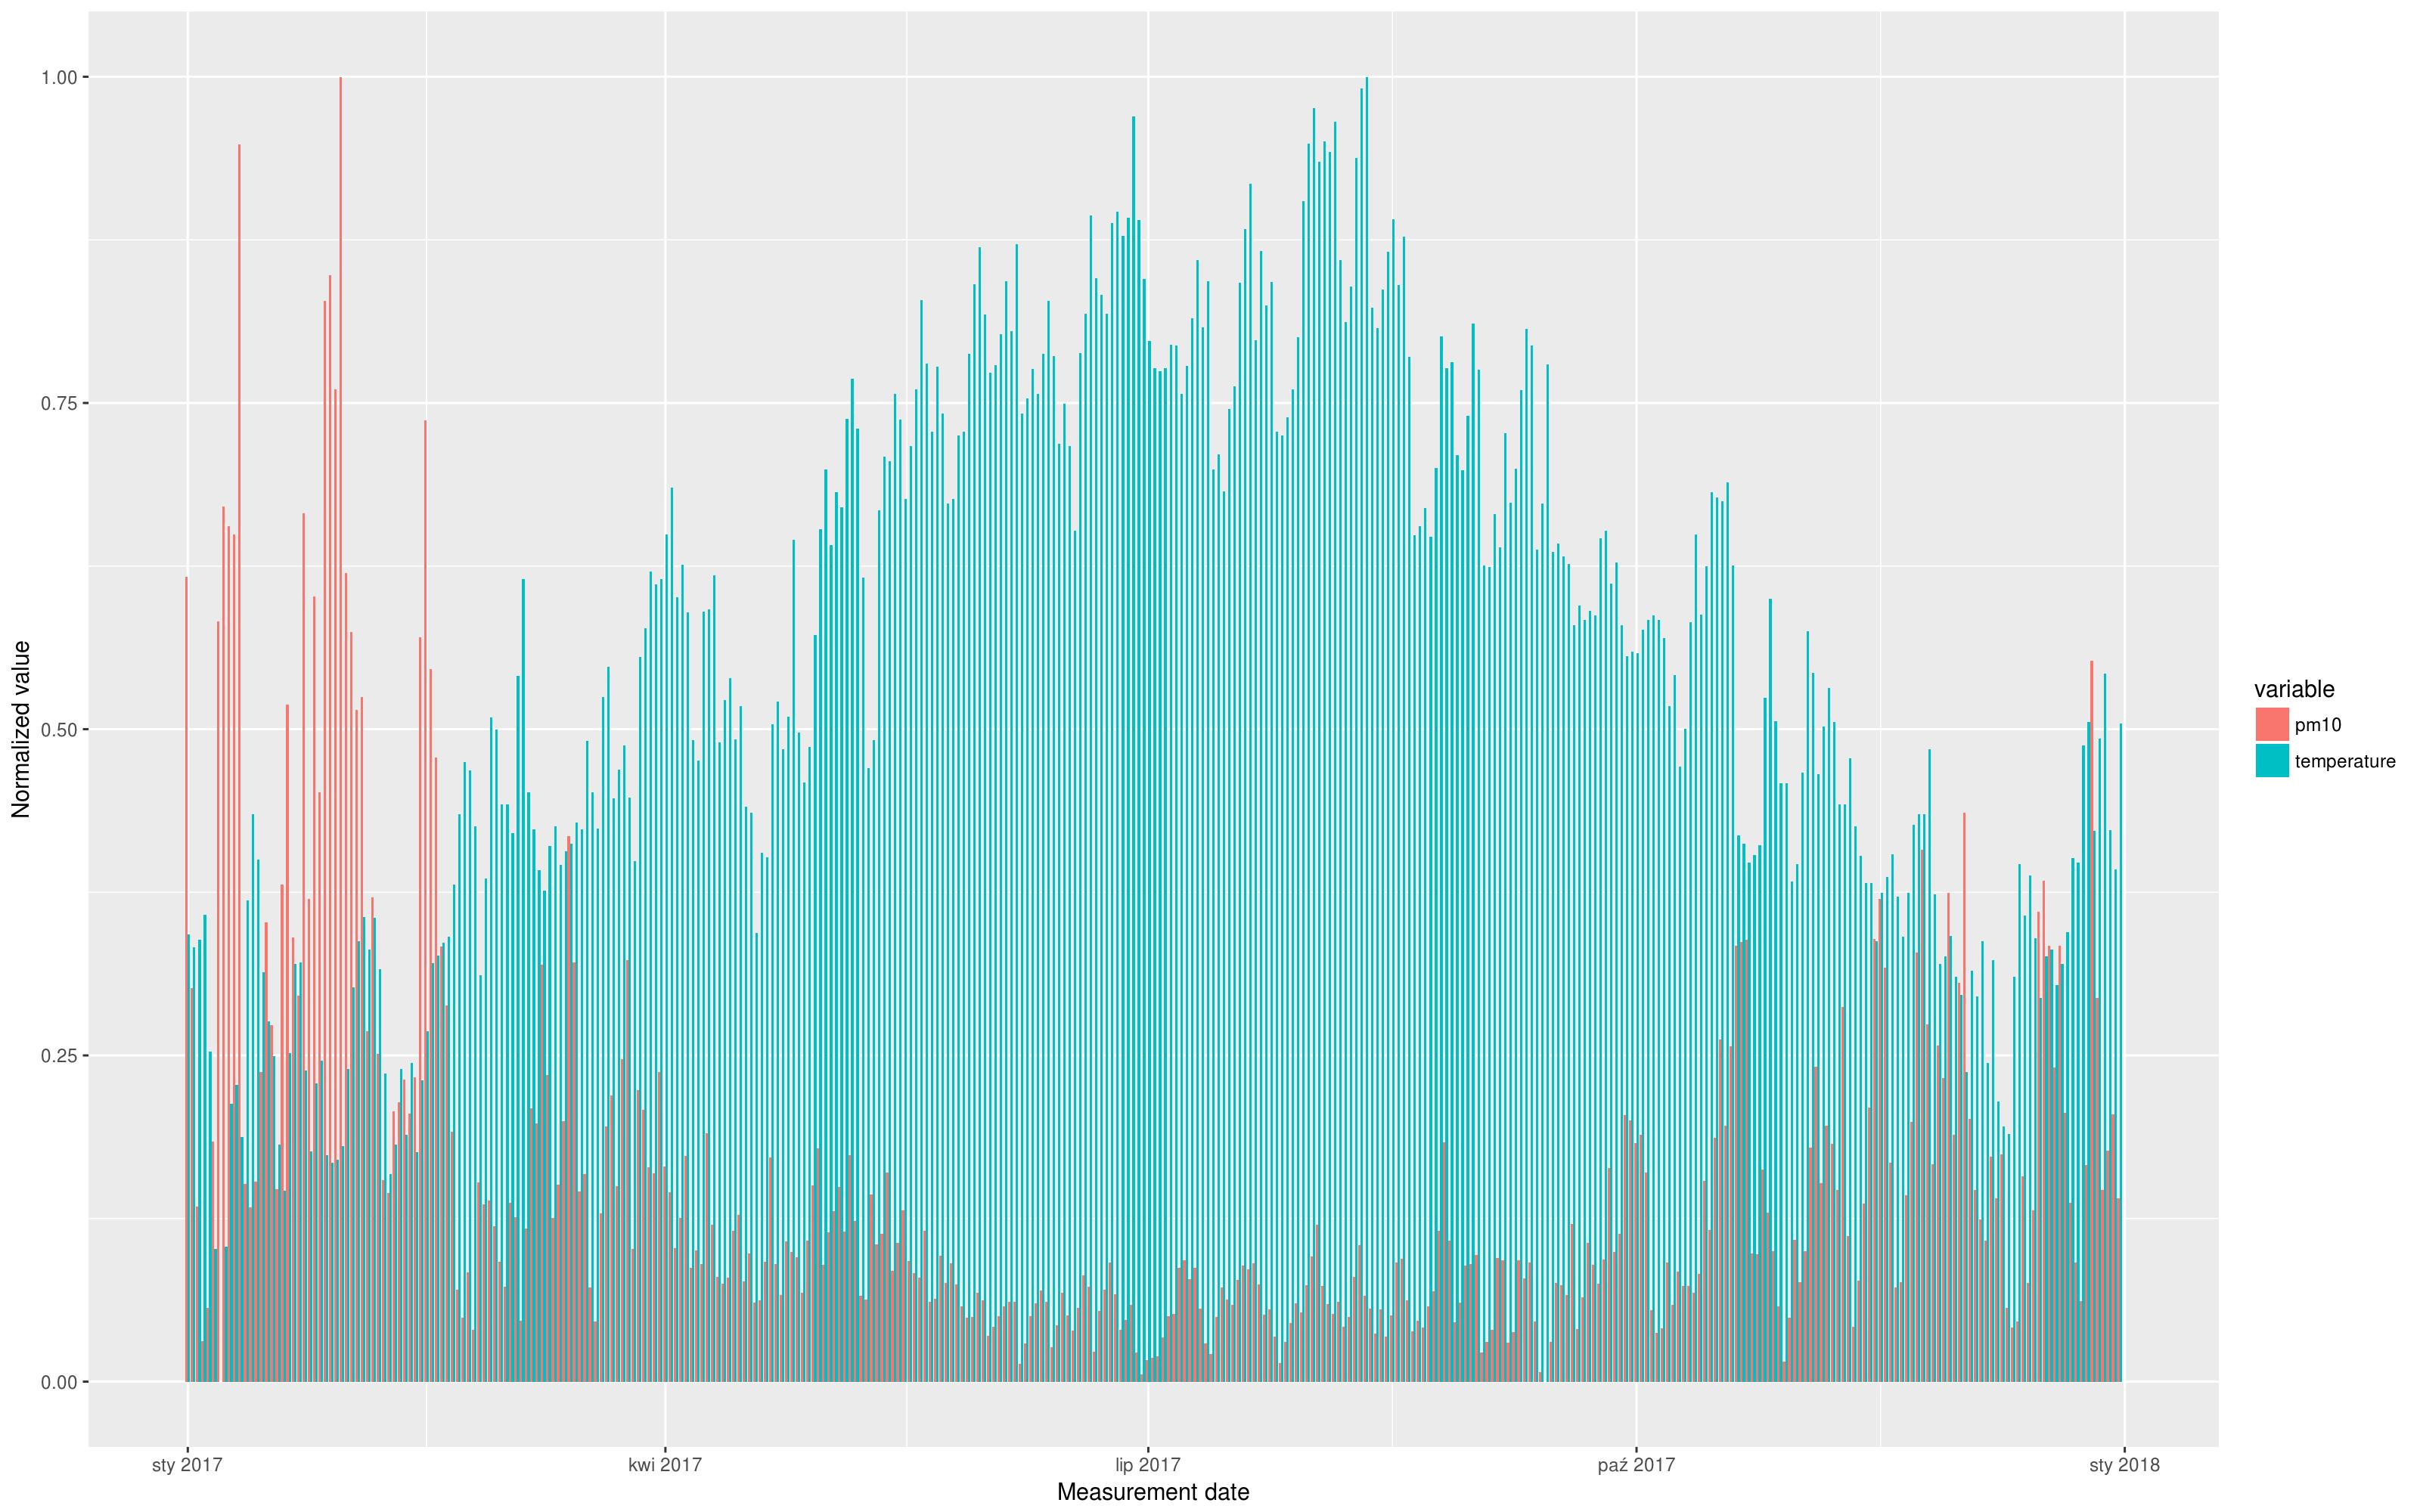 1.00
0.75
0.50
0.25
0.00
Normalized value
sty 2017
kwi 2017
lip 2017
paź 2017
sty 2018
Measurement date
variable
pm10
temperature